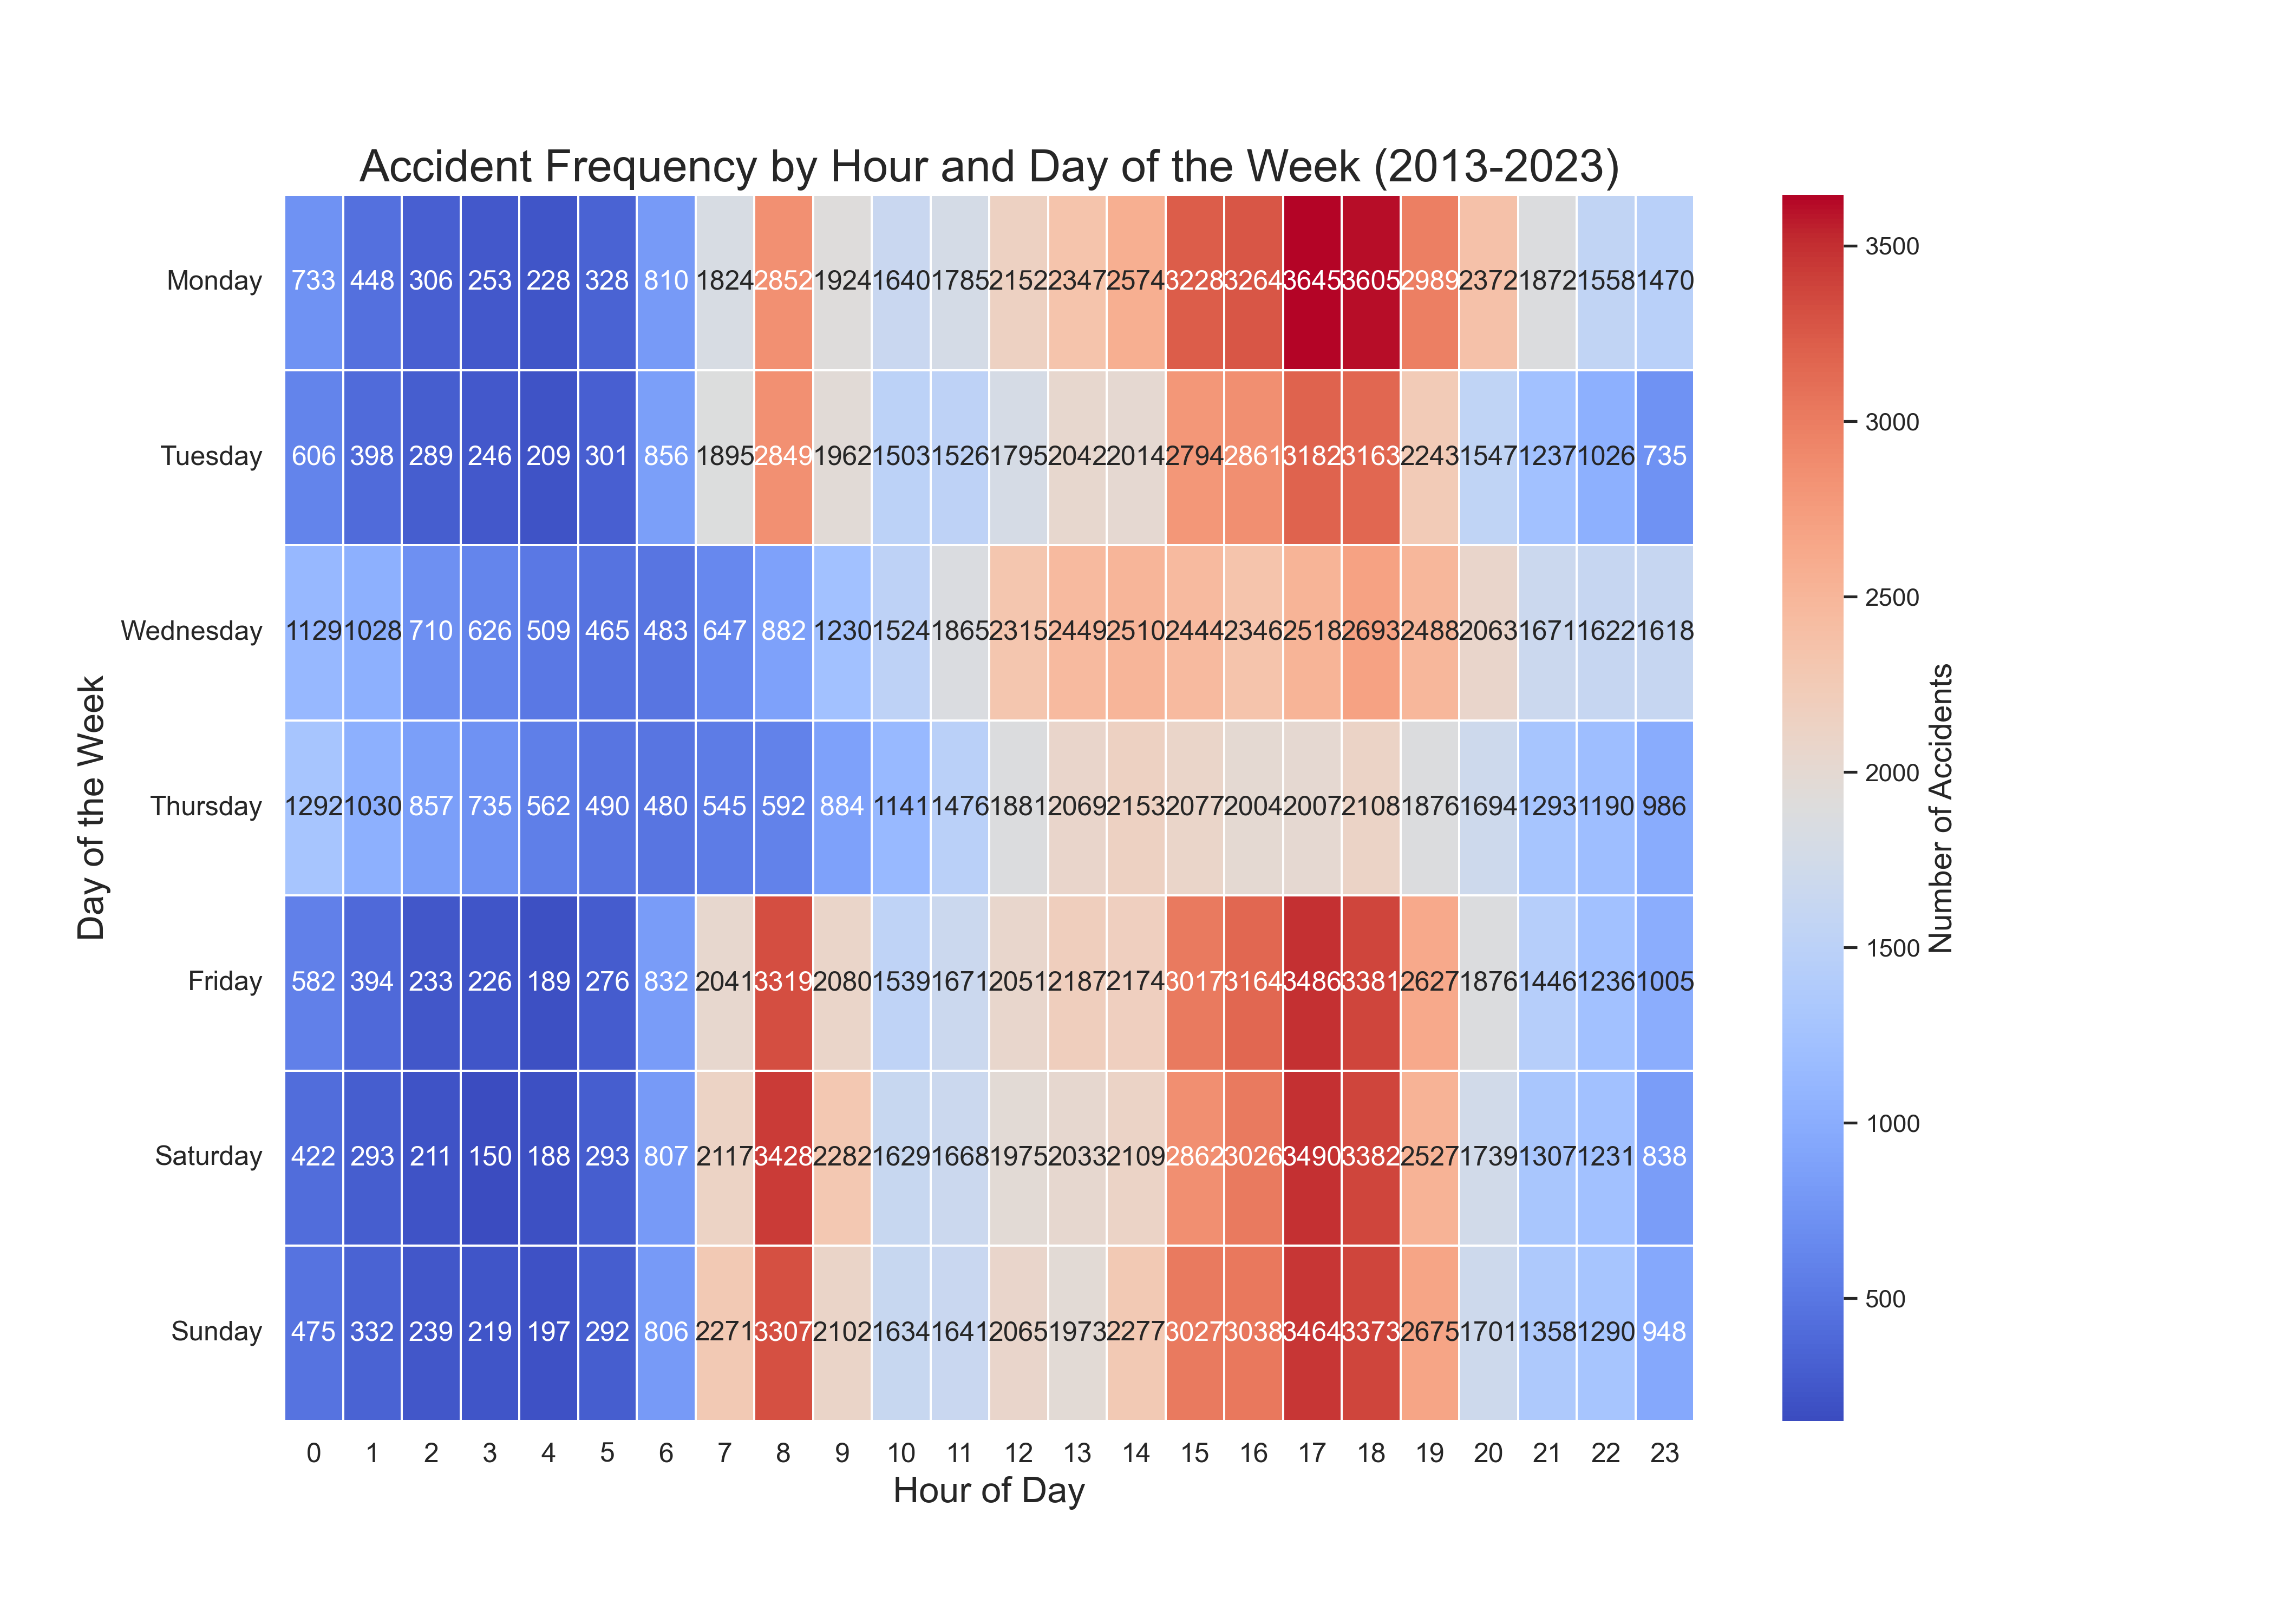 Accident Frequency by Hour and Day of the Week (2013-2023)
Monday 733 448 306 253 228 328 810 1824 2852 1924 1640 1785 2152 2347 2574 3228 3264 3645 3605 2989 2372 1872 1558 1470
Tuesday 606 398 289 246 209 301 856 1895 2849 1962 1503 1526 1795 2042 2014 2794 2861 3182 3163 2243 1547 1237 1026 735
Wednesday 1129 1028 710 626 509 465 483 647 882 1230 1524 1865 2315 2449 2510 2444 2346 2518 2693 2488 2063 1671 1622 1618
Thursday 1292 1030 857 735 562 490 480 545 592 884 1141 1476 1881 2069 2153 2077 2004 2007 2108 1876 1694 1293 1190 986
Friday 582 394 233 226 189 276 832 2041 3319 2080 1539 1671 2051 2187 2174 3017 3164 3486 3381 2627 1876 1446 1236 1005
Saturday 422 293 211 150 188 293 807 2117 3428 2282 1629 1668 1975 2033 2109 2862 3026 3490 3382 2527 1739 1307 1231 838
Sunday 475 332 239 219 197 292 806 2271 3307 2102 1634 1641 2065 1973 2277 3027 3038 3464 3373 2675 1701 1358 1290 948
0 1 2 3 4 5 6 7 8 9 10 11 12 13 14 15 16 17 18 19 20 21 22 23
Hour of Day
Day of the Week
3500
3000
2500
2000
1500
1000
500
Number of Accidents